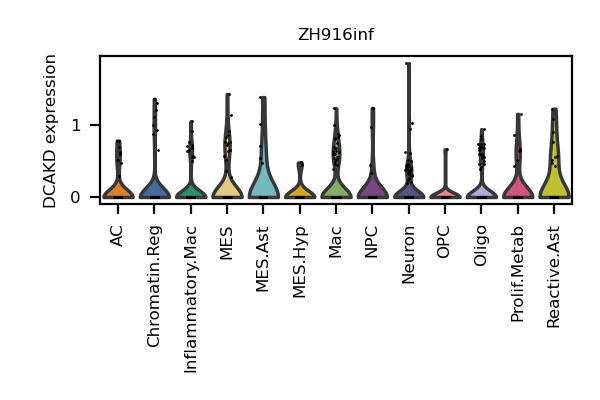 ZH916inf
DCAKD expression
1
0
AC
Chromatin.Reg
Inflammatory.Mac
MES
MES.Ast
MES.Hyp
Mac
NPC
Neuron
OPC
Oligo
Prolif.Metab
Reactive.Ast